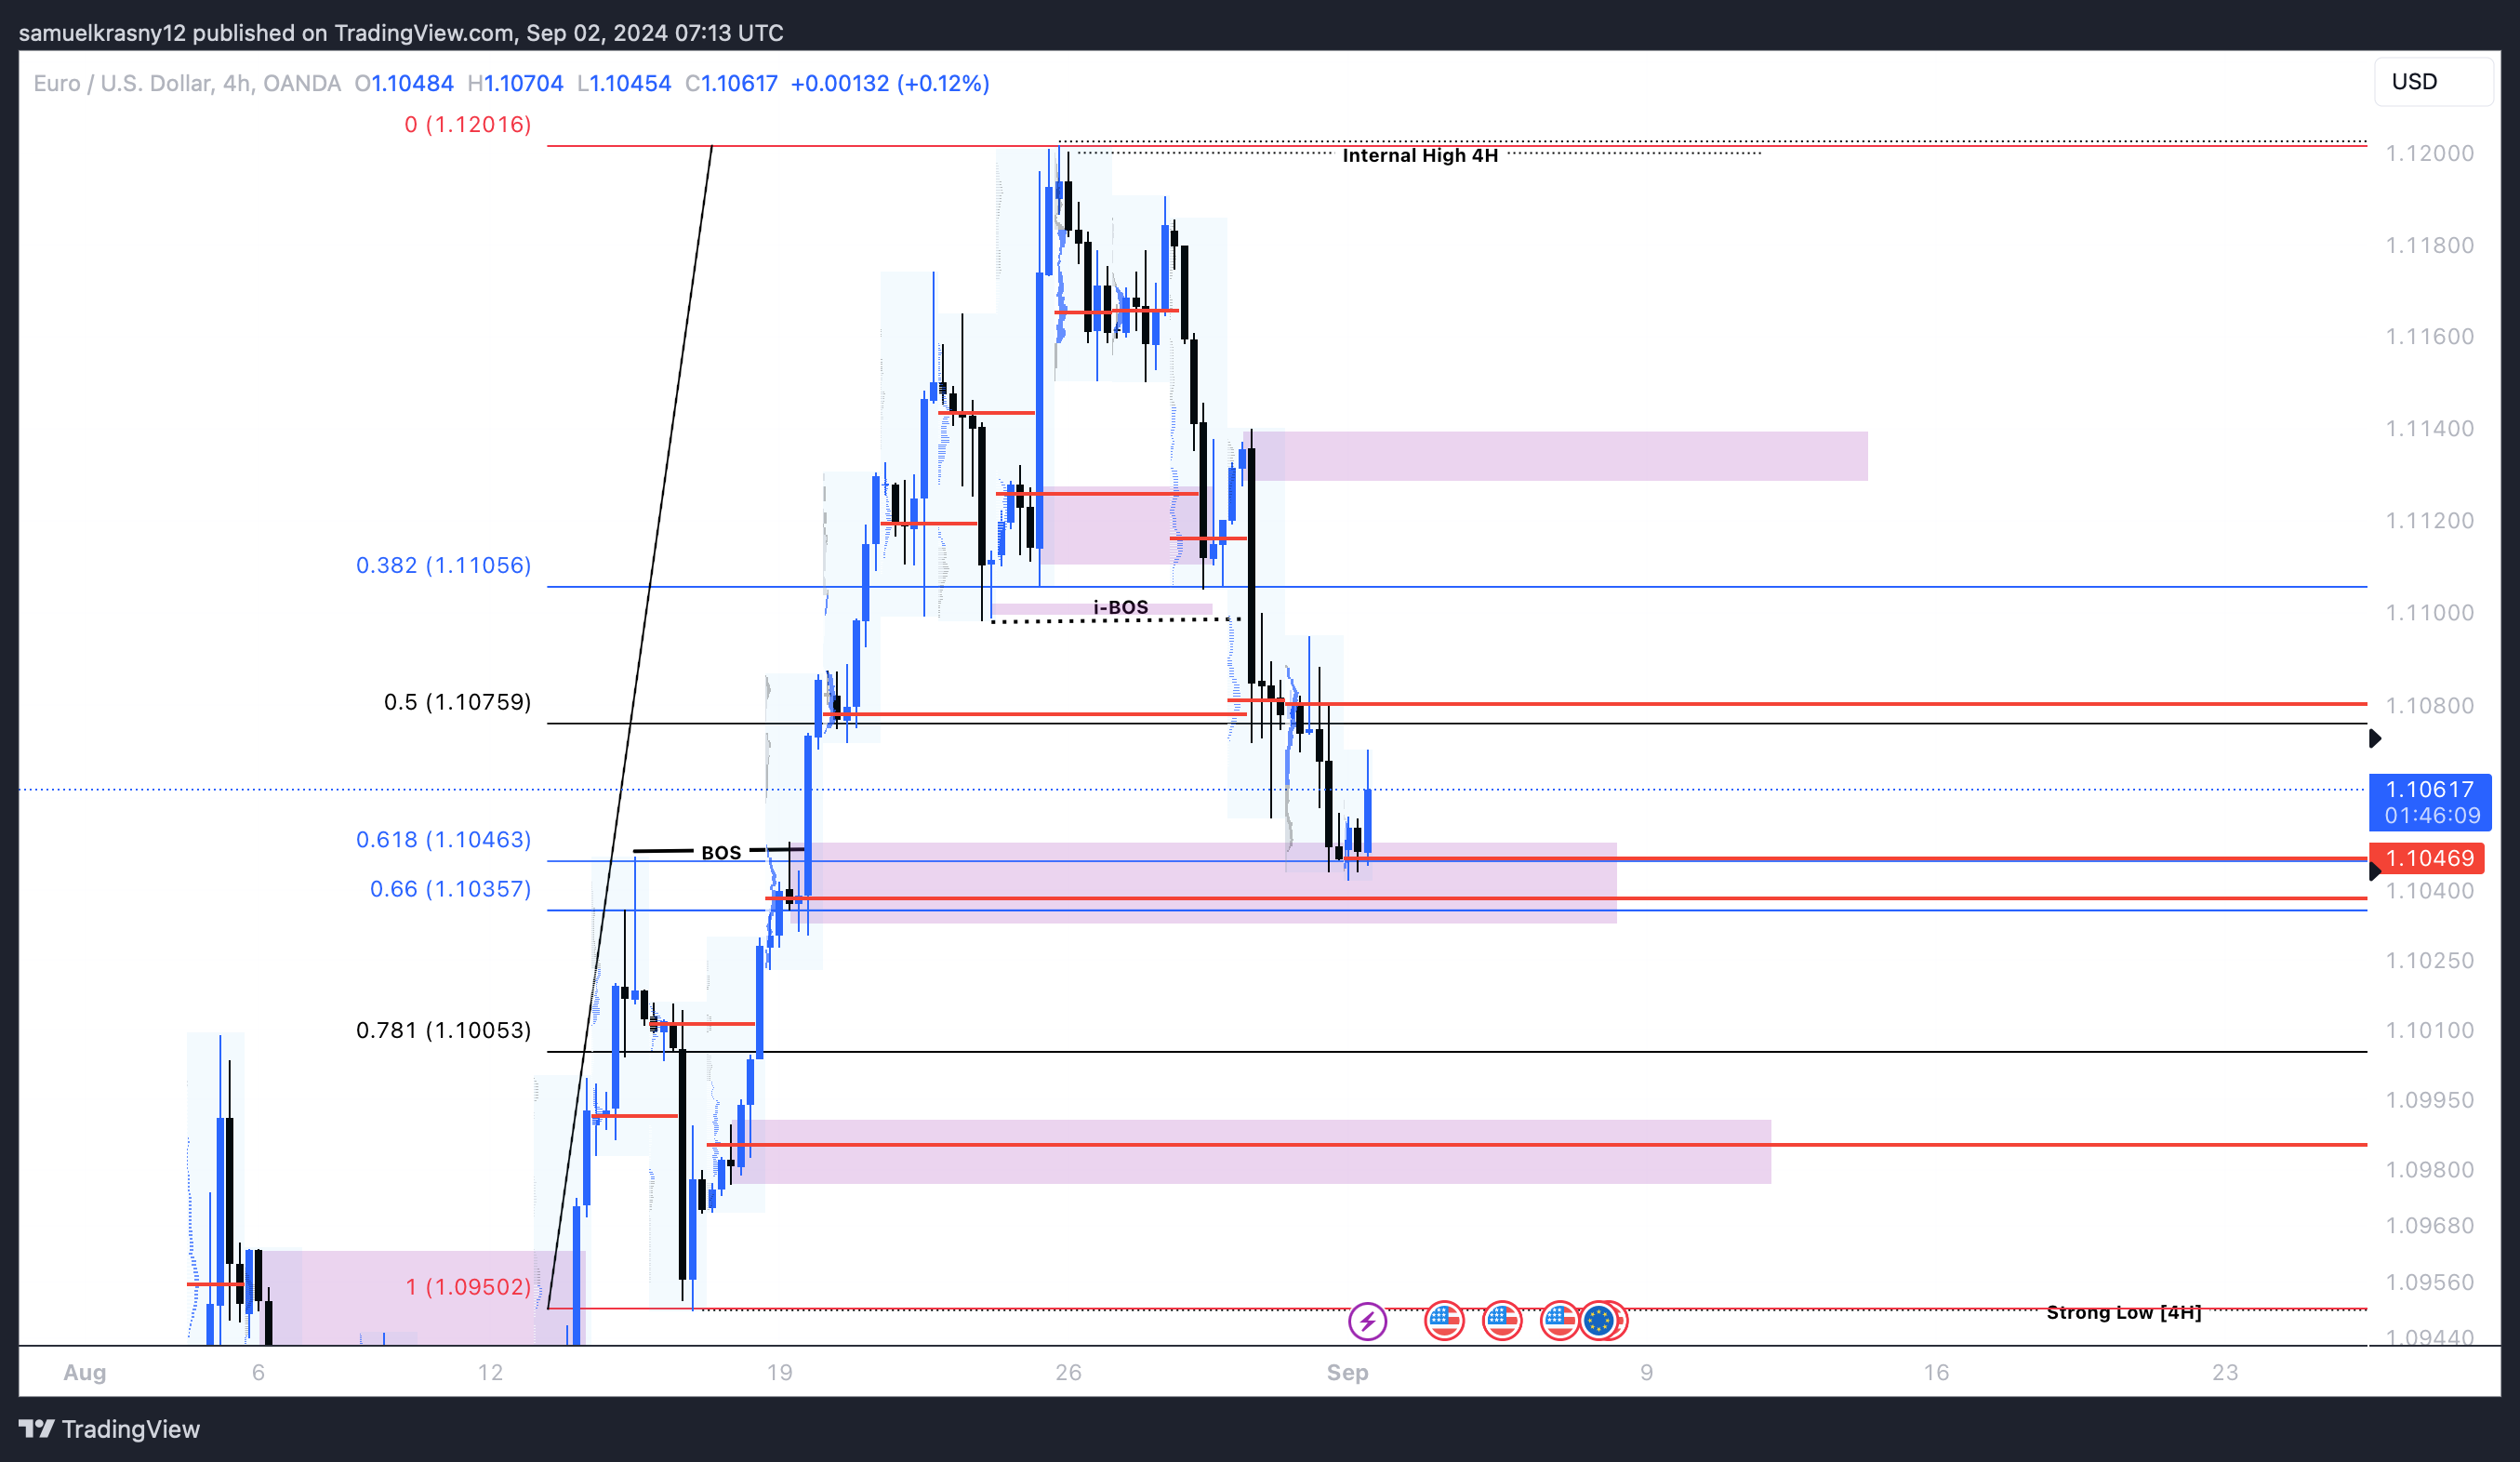 samuelkrasny12 published on TradingView.com, Sep 02, 2024 07:13 UTC
Euro / U.S. Dollar, 4h, OANDA O1.10484 H1.10704 L1.10454 C1.10617 +0.00132 (+0.12%)
USD
0 (1.12016)
Internal High 4H
1.12000
1.11800
1.11600
1.11400
1.11200
0.382 (1.11056)
i-BOS
1.11000
0.5 (1.10759)
1.10800
1.10617
01:46:09
0.618 (1.10463)
BOS
1.10469
0.66 (1.10357)
1.10400
1.10250
0.781 (1.10053)
1.10100
1.09950
1.09800
1.09680
1 (1.09502)
1.09560
Strong Low [4H]
1.09440
Aug 6 12 19 26 Sep 9 16 23
TradingView